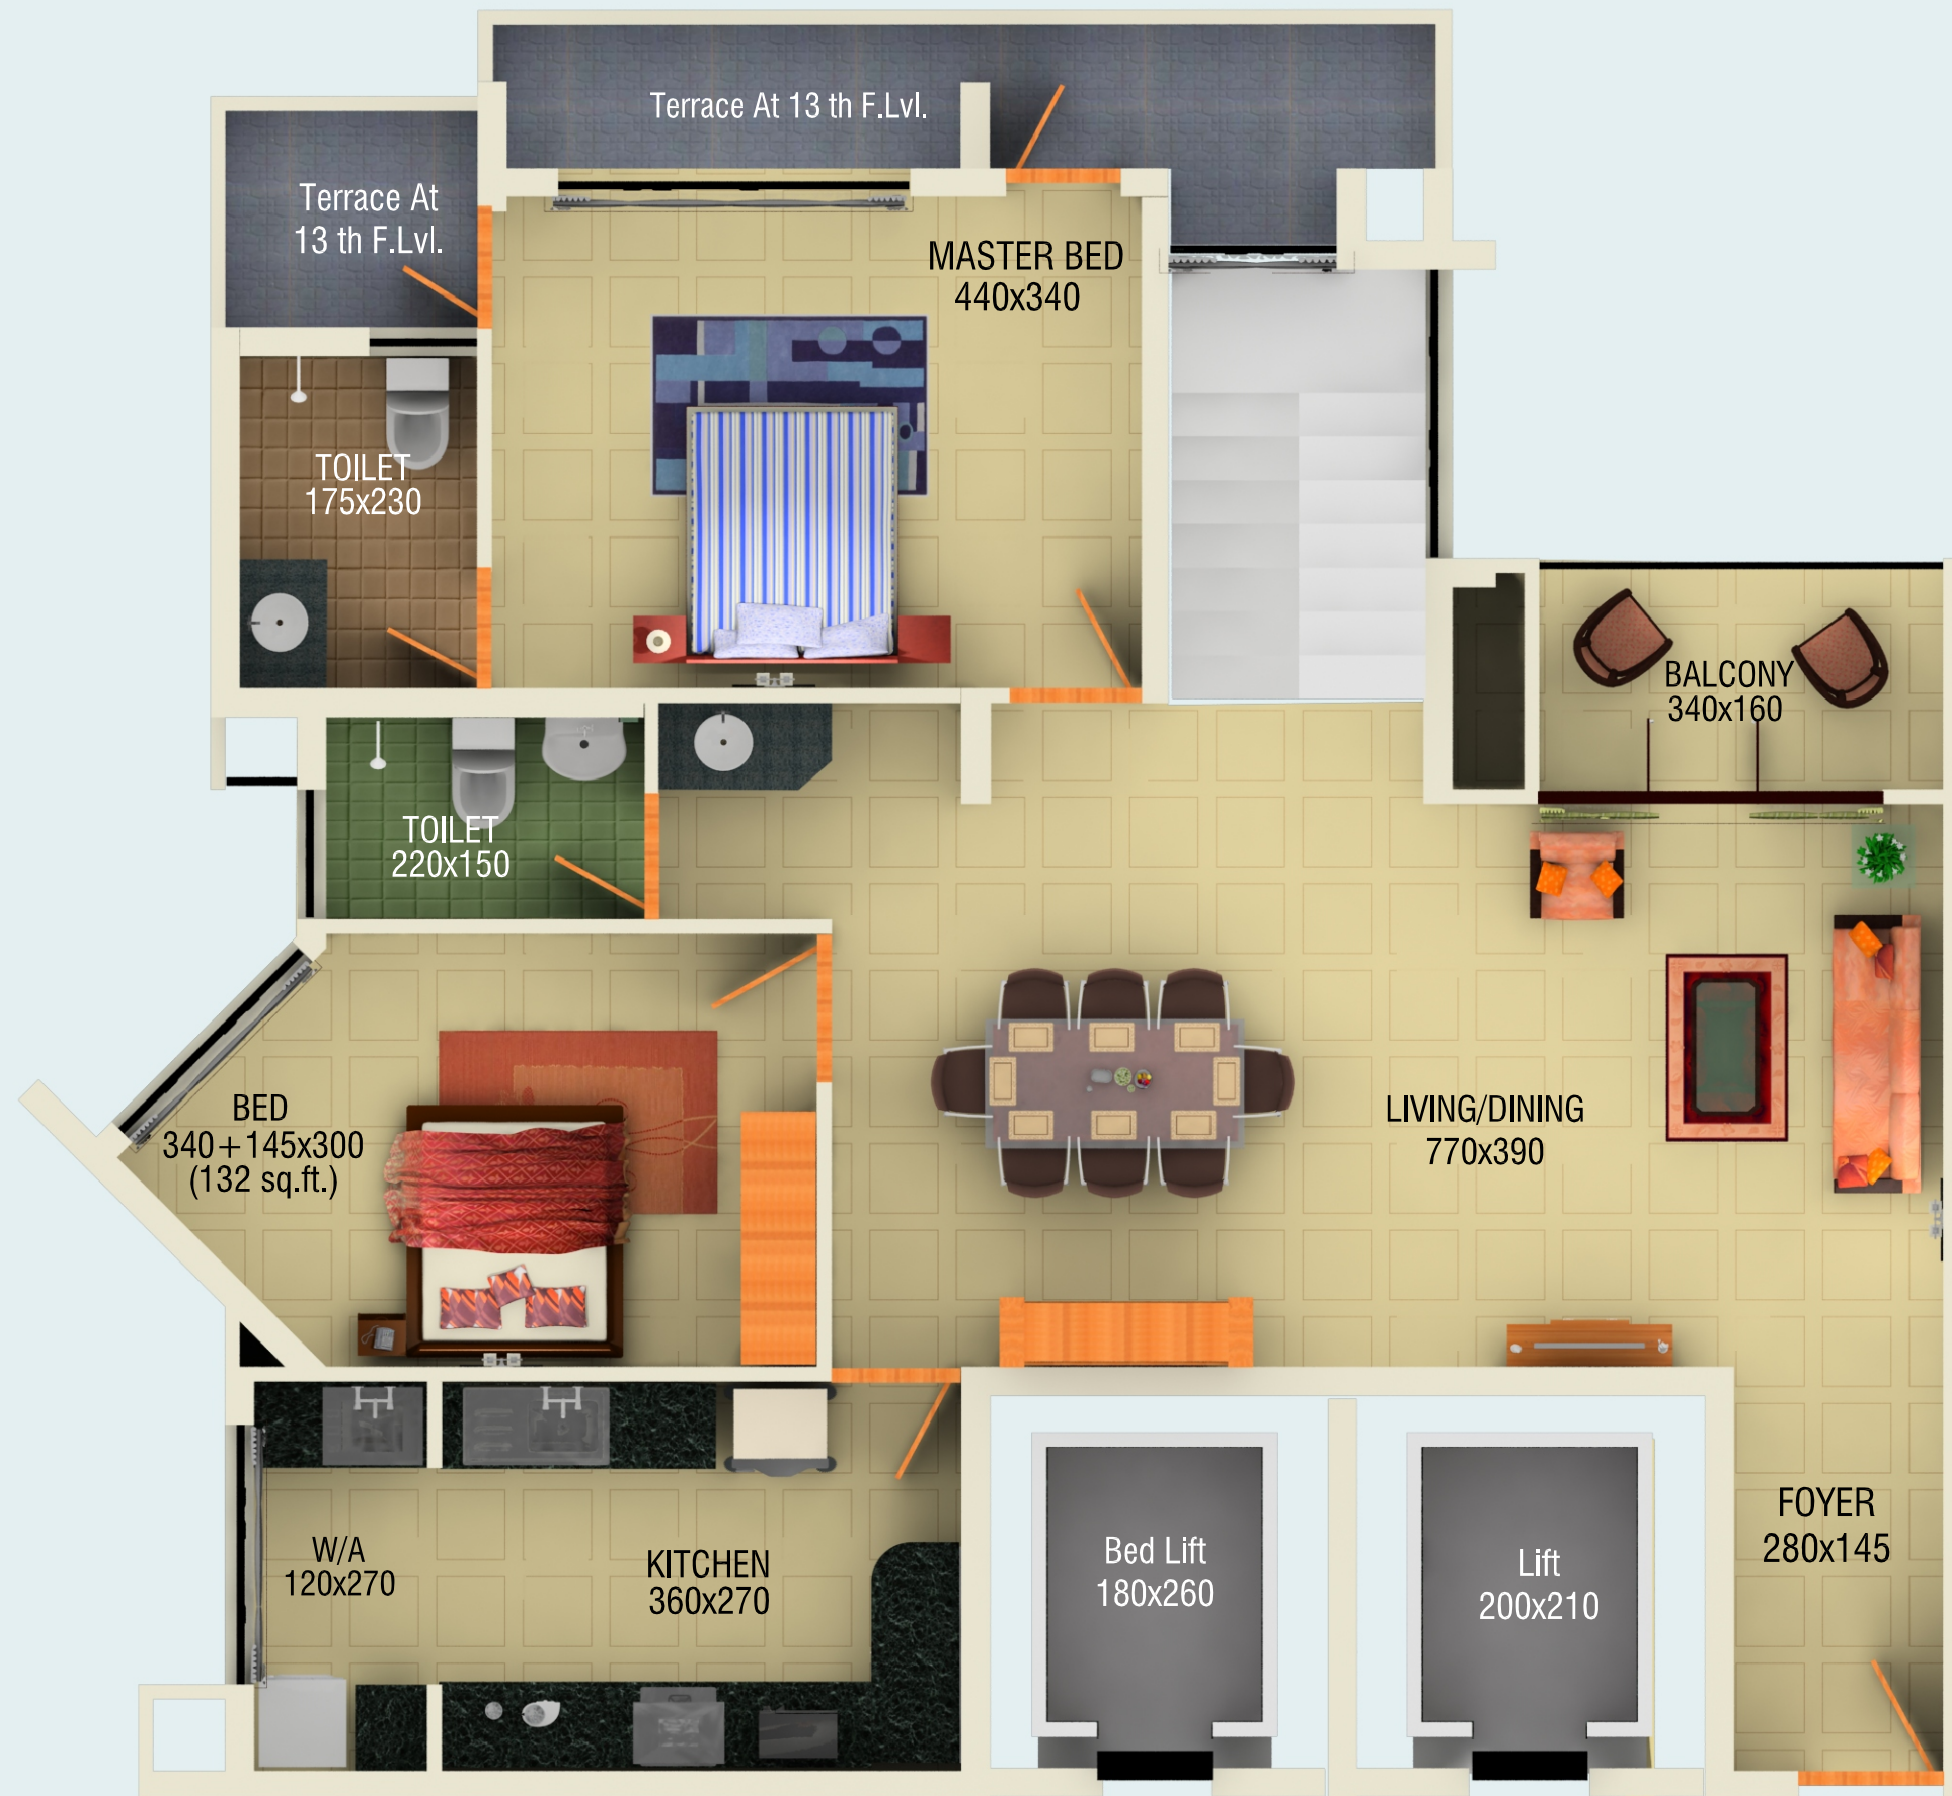 Terrace At 13 th F.Lvl.
Terrace At
13 th F.Lvl.
MASTER BED
440x340
TOILET
175x230
BALCONY
340x160
TOILET
220x150
BED
340+145x300
(132 sq.ft.)
LIVING/DINING
770x390
W/A
120x270
KITCHEN
360x270
Bed Lift
180x260
Lift
200x210
FOYER
280x145